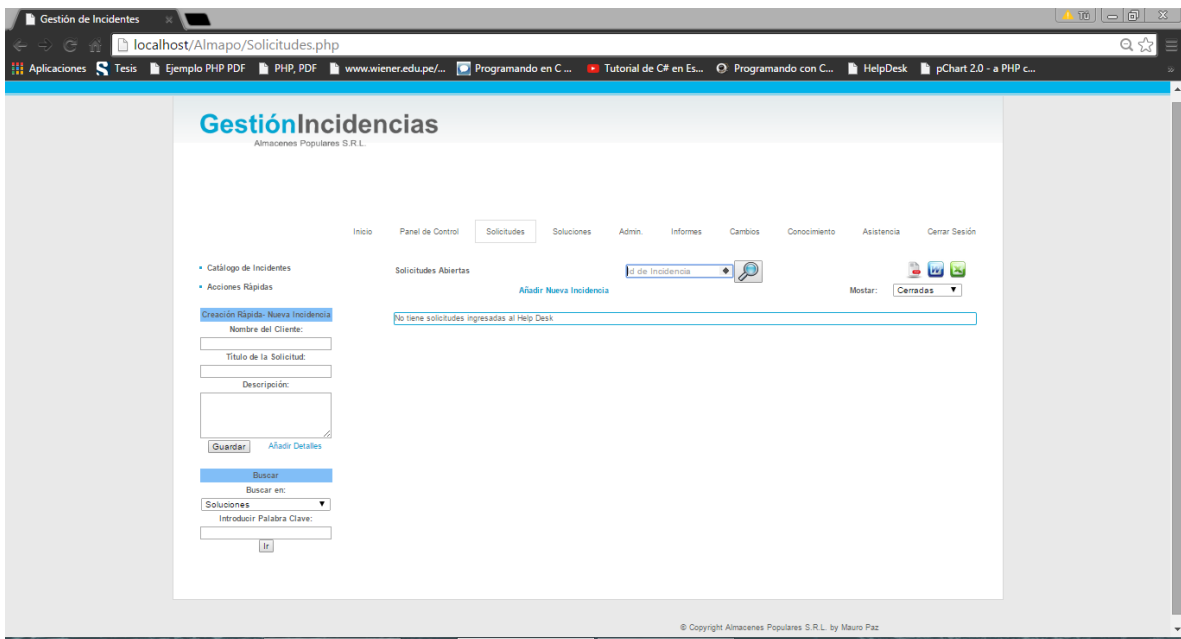 Gestión de Incidentes
Tú
localhost/Almapo/Solicitudes.php
Aplicaciones Tesis Ejemplo PHP PDF PHP, PDF www.wiener.edu.pe/... Programando en C ... Tutorial de C# en Es... Programando con C... HelpDesk pChart 2.0 - a PHP c...
GestiónIncidencias
Almacenes Populares S.R.L.
Inicio Panel de Control Solicitudes Soluciones Admin. Informes Cambios Conocimiento Asistencia Cerrar Sesión
Catálogo de Incidentes
Acciones Rápidas
Creación Rápida- Nueva Incidencia
Nombre del Cliente:
Título de la Solicitud:
Descripción:
Guardar Añadir Detalles
Buscar
Buscar en:
Soluciones
Introducir Palabra Clave:
Ir
Solicitudes Abiertas
Id de Incidencia
Añadir Nueva Incidencia
Mostar: Cerradas
No tiene solicitudes ingresadas al Help Desk
© Copyright Almacenes Populares S.R.L. by Mauro Paz